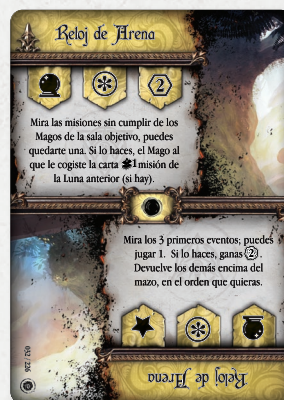 Reloj de Arena
2
Mira las misiones sin cumplir de los
Magos de la sala objetivo, puedes
quedarte una. Si lo haces, el Mago al
que le cogiste la carta 1 misión de
la Luna anterior (si hay).
Mira los 3 primeros eventos; puedes
jugar 1. Si lo haces, ganas 2.
Devuelve los demás encima del
mazo, en el orden que quieras.
Reloj de Arena